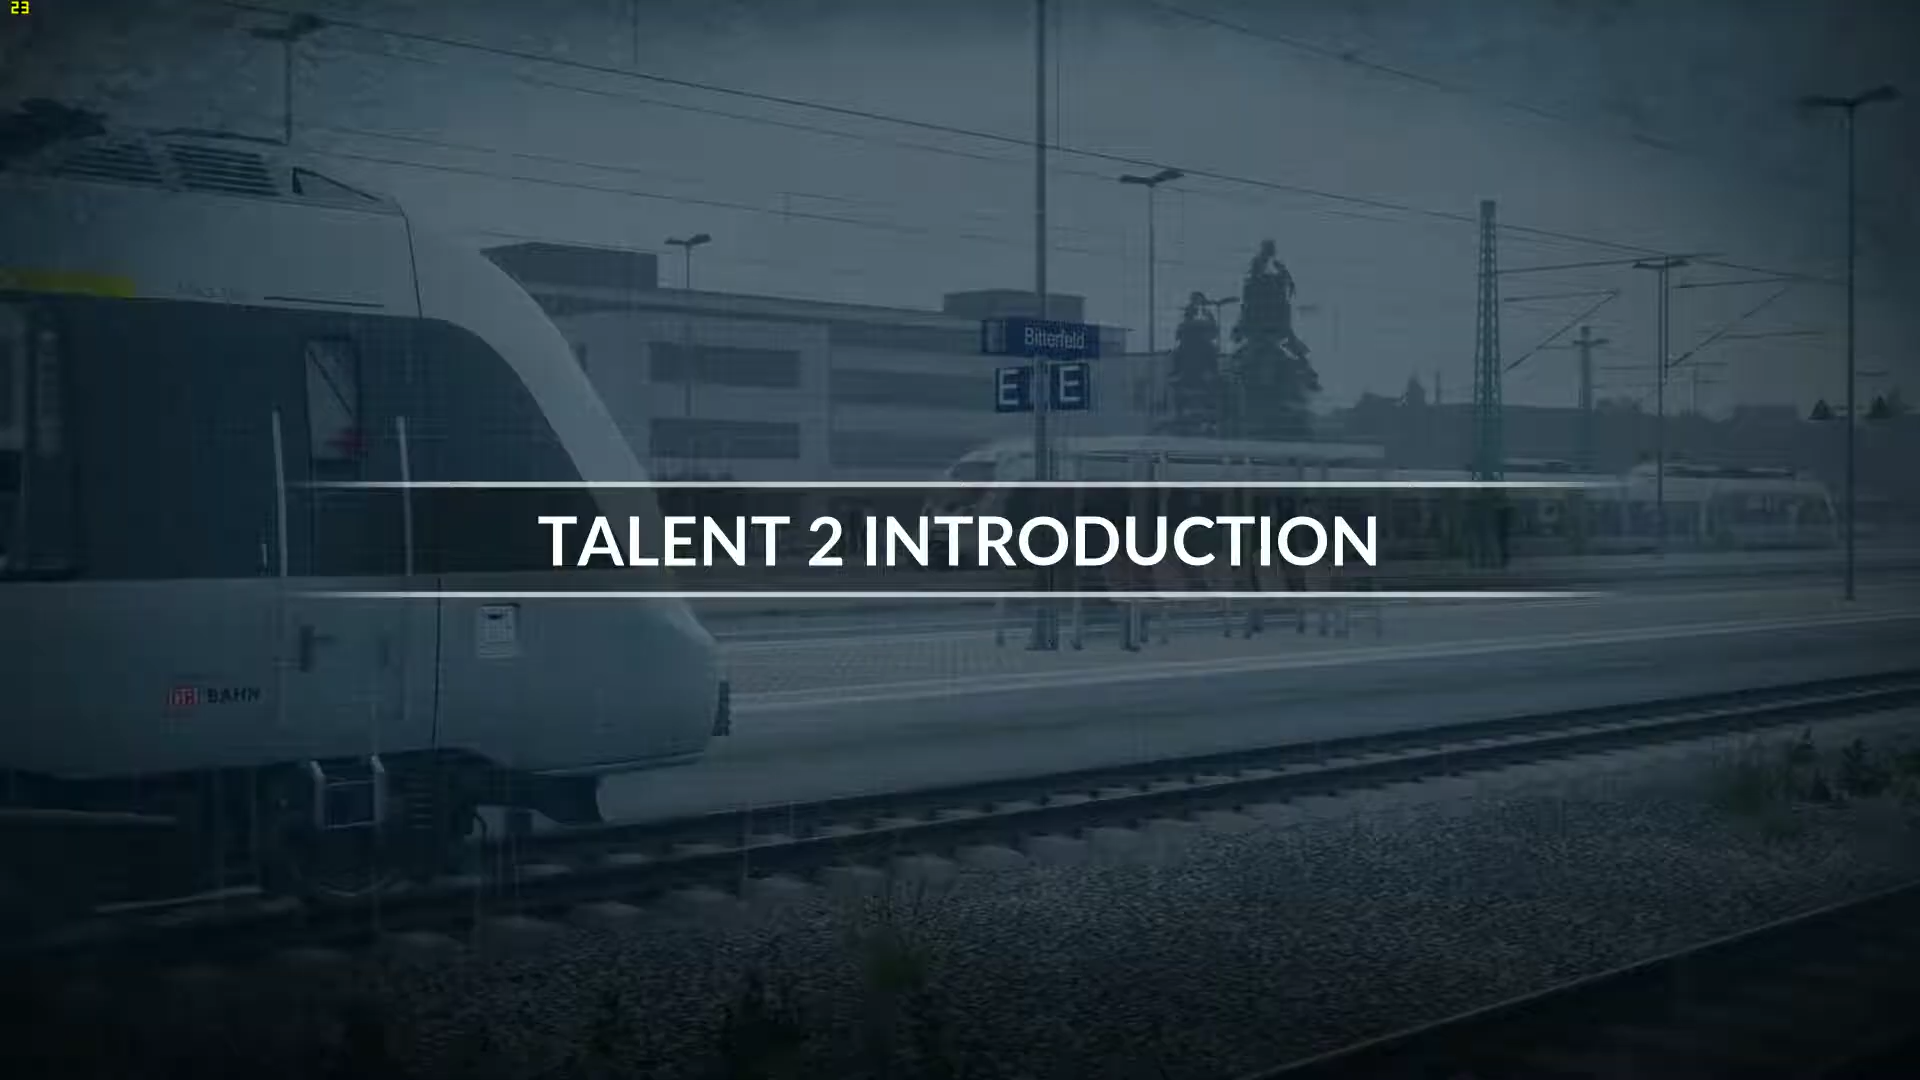 23
Bitterfeld
E E
TALENT 2 INTRODUCTION
DB BAHN